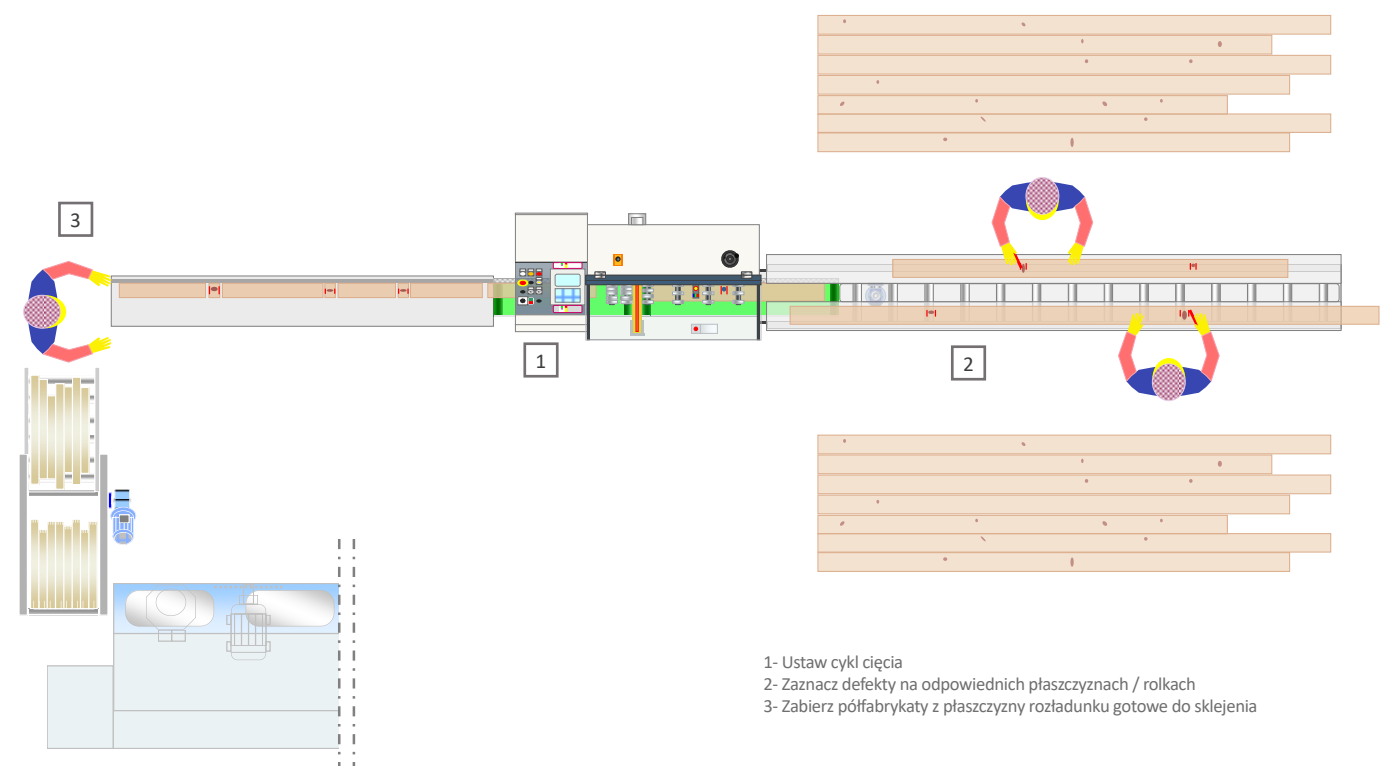 3
1
2
1- Ustaw cykl cięcia
2- Zaznacz defekty na odpowiednich płaszczyznach / rolkach
3- Zabierz półfabrykaty z płaszczyzny rozładunku gotowe do sklejenia